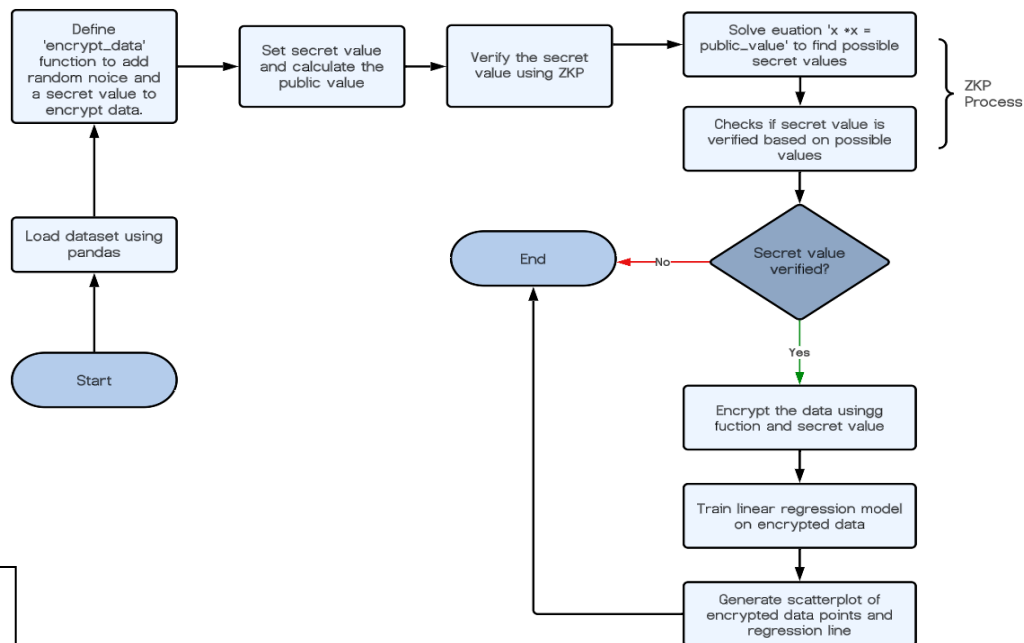 Define
'encrypt_data'
function to add
random noice and
a secret value to
encrypt data.
Set secret value
and calculate the
public value
Verify the secret
value using ZKP
Solve euation 'x *x =
public_value' to find possible
secret values
ZKP
Process
Checks if secret value is
verified based on possible
values
Load dataset using
pandas
End
No
Secret value
verified?
Yes
Start
Encrypt the data usingg
fuction and secret value
Train linear regression model
on encrypted data
Generate scatterplot of
encrypted data points and
regression line